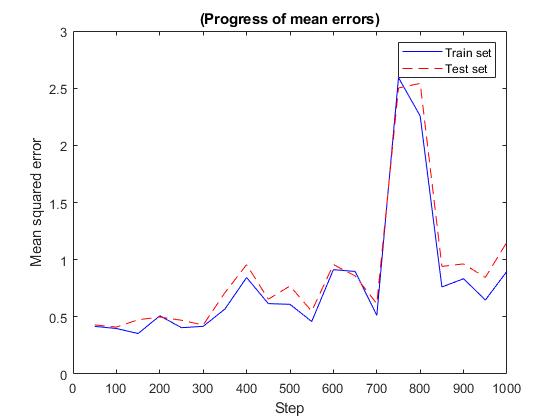 (Progress of mean errors)
3
2.5
2
1.5
1
0.5
0
Mean squared error
Train set
Test set
0 100 200 300 400 500 600 700 800 900 1000
Step